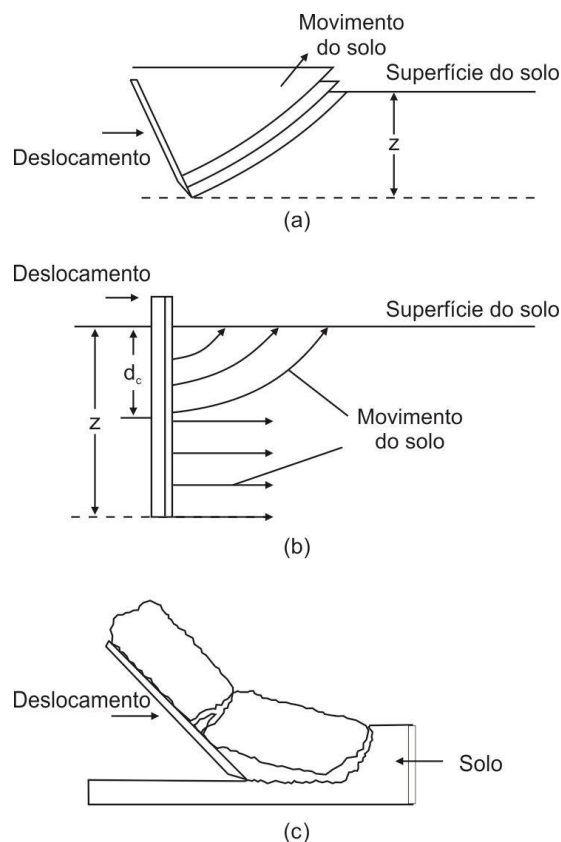 Movimento
do solo
Superfície do solo
Deslocamento
z
(a)
Deslocamento
Superfície do solo
dc
z
Movimento
do solo
(b)
Deslocamento
Solo
(c)